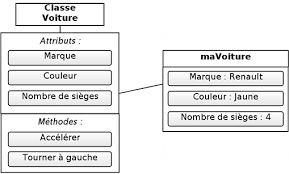 Classe
Voiture
Attributs :
Marque
Couleur
Nombre de sièges
Méthodes :
Accélérer
Tourner à gauche
maVoiture
Marque : Renault
Couleur : Jaune
Nombre de sièges : 4